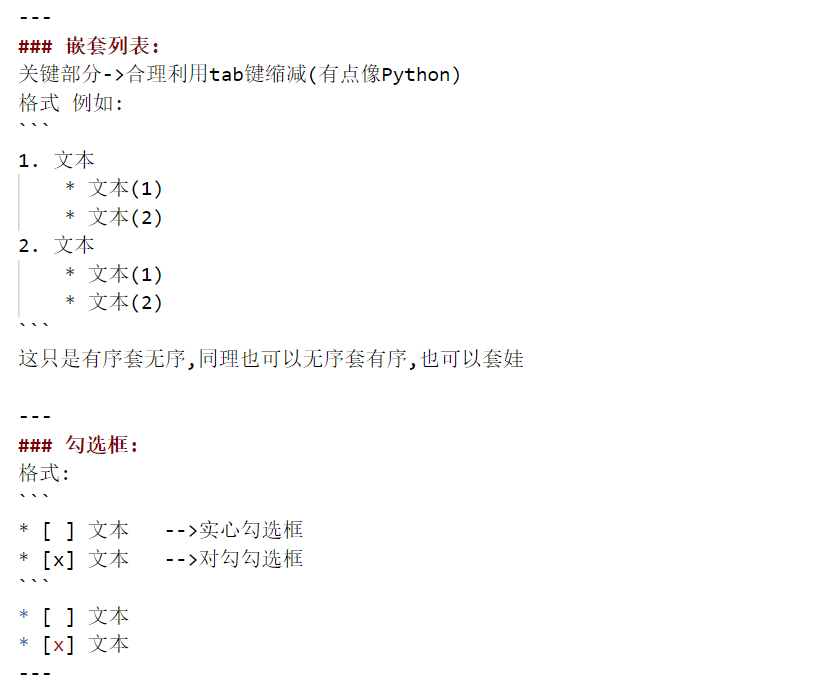 ---
### 嵌套列表:
关键部分->合理利用tab键缩减(有点像Python)
格式 例如:
```
1. 文本
    * 文本(1)
    * 文本(2)
2. 文本
    * 文本(1)
    * 文本(2)
```
这只是有序套无序,同理也可以无序套有序,也可以套娃
---
### 勾选框:
格式:
```
* [ ] 文本   -->实心勾选框
* [x] 文本   -->对勾勾选框
```
* [ ] 文本
* [x] 文本
---